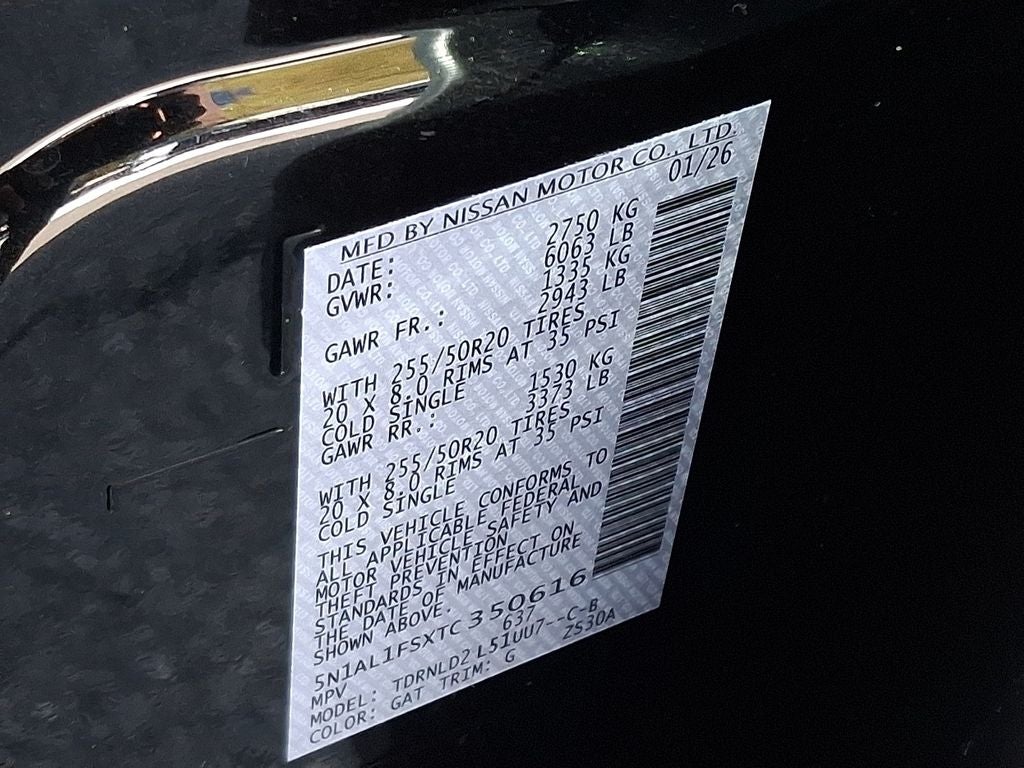 MFD BY NISSAN MOTOR CO., LTD.
DATE: 01/26
GVWR: 2750 KG
6063 LB
GAWR FR.: 1335 KG
2943 LB
WITH 255/50R20 TIRES
20 X 8.0 RIMS AT 35 PSI
COLD SINGLE
GAWR RR.: 1530 KG
3373 LB
WITH 255/50R20 TIRES
20 X 8.0 RIMS AT 35 PSI
COLD SINGLE
THIS VEHICLE CONFORMS TO
ALL APPLICABLE FEDERAL
MOTOR VEHICLE SAFETY AND
THEFT PREVENTION
STANDARDS IN EFFECT ON
THE DATE OF MANUFACTURE
SHOWN ABOVE.
5N1AL1FSXTC350616
MPV 637
MODEL: TDRNLD2 L51UU7--C-B
COLOR: GAT TRIM: G ZS30A